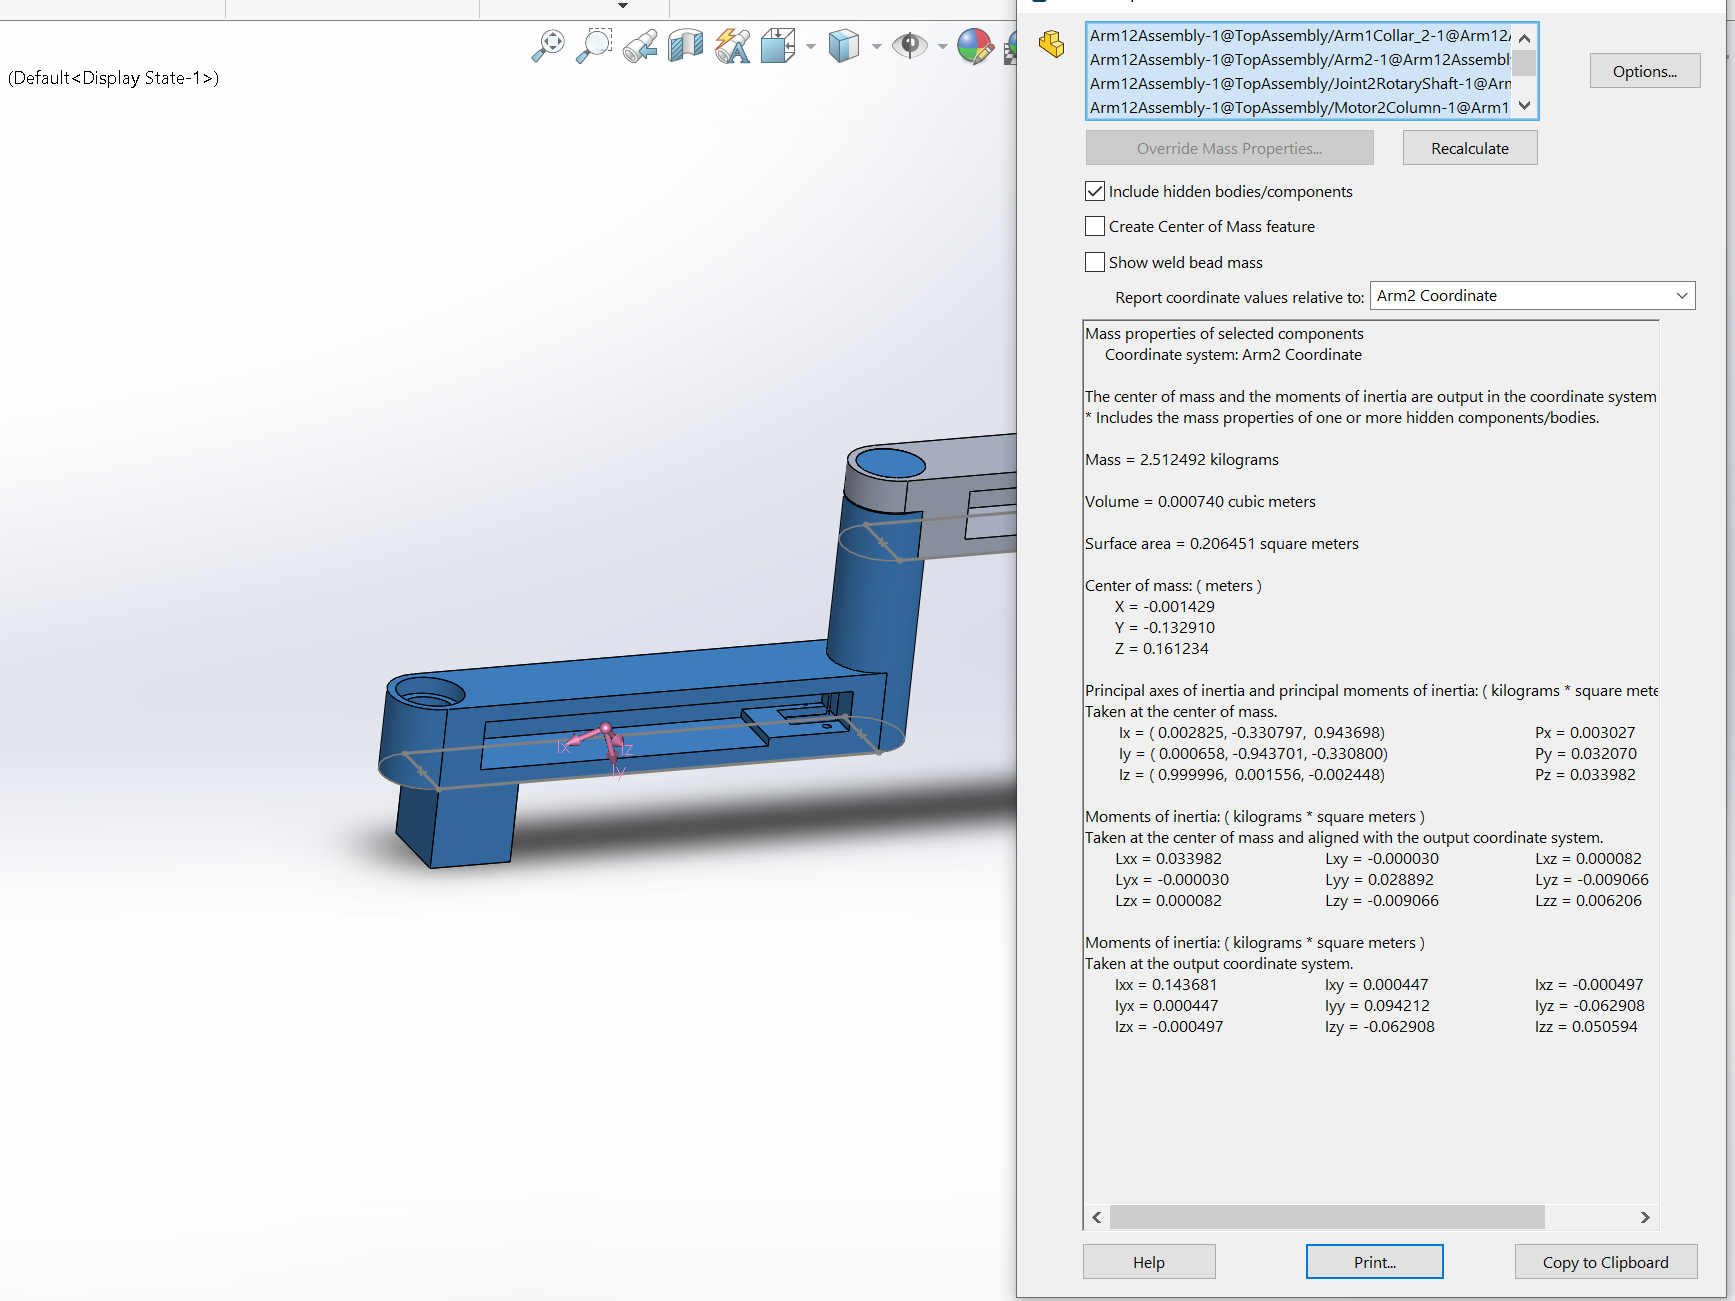 (Default<Display State-1>)
Arm12Assembly-1@TopAssembly/Arm1Collar_2-1@Arm12/
Arm12Assembly-1@TopAssembly/Arm2-1@Arm12Assembl
Arm12Assembly-1@TopAssembly/Joint2RotaryShaft-1@Arm
Arm12Assembly-1@TopAssembly/Motor2Column-1@Arm1
Options...
Override Mass Properties...
Recalculate
Include hidden bodies/components
Create Center of Mass feature
Show weld bead mass
Report coordinate values relative to: Arm2 Coordinate
Mass properties of selected components
Coordinate system: Arm2 Coordinate
The center of mass and the moments of inertia are output in the coordinate system
* Includes the mass properties of one or more hidden components/bodies.
Mass = 2.512492 kilograms
Volume = 0.000740 cubic meters
Surface area = 0.206451 square meters
Center of mass: ( meters )
X = -0.001429
Y = -0.132910
Z = 0.161234
Principal axes of inertia and principal moments of inertia: ( kilograms * square mete
Taken at the center of mass.
Ix = ( 0.002825, -0.330797, 0.943698) Px = 0.003027
Iy = ( 0.000658, -0.943701, -0.330800) Py = 0.032070
Iz = ( 0.999996, 0.001556, -0.002448) Pz = 0.033982
Moments of inertia: ( kilograms * square meters )
Taken at the center of mass and aligned with the output coordinate system.
Lxx = 0.033982 Lxy = -0.000030 Lxz = 0.000082
Lyx = -0.000030 Lyy = 0.028892 Lyz = -0.009066
Lzx = 0.000082 Lzy = -0.009066 Lzz = 0.006206
Moments of inertia: ( kilograms * square meters )
Taken at the output coordinate system.
Ixx = 0.143681 Ixy = 0.000447 Ixz = -0.000497
Iyx = 0.000447 Iyy = 0.094212 Iyz = -0.062908
Izx = -0.000497 Izy = -0.062908 Izz = 0.050594
Ix
Iz
Iy
Help
Print...
Copy to Clipboard